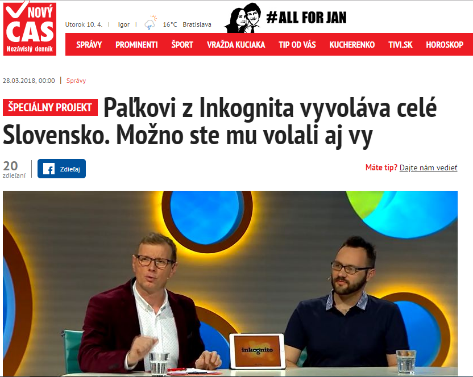 NOVÝ
ČAS
Nezávislý denník
Utorok 10. 4. | Igor | 16°C Bratislava
#ALL FOR JAN
SPRÁVY PROMINENTI ŠPORT VRAŽDA KUCIAKA TIP OD VÁS KUCHERENKO TIVI.SK HOROSKOP
28.03.2018, 00:00 | Správy
ŠPECIÁLNY PROJEKT Paľkovi z Inkognita vyvoláva celé
Slovensko. Možno ste mu volali aj vy
20
zdieľaní
Zdieľaj
Máte tip? Dajte nám vedieť
inkognito